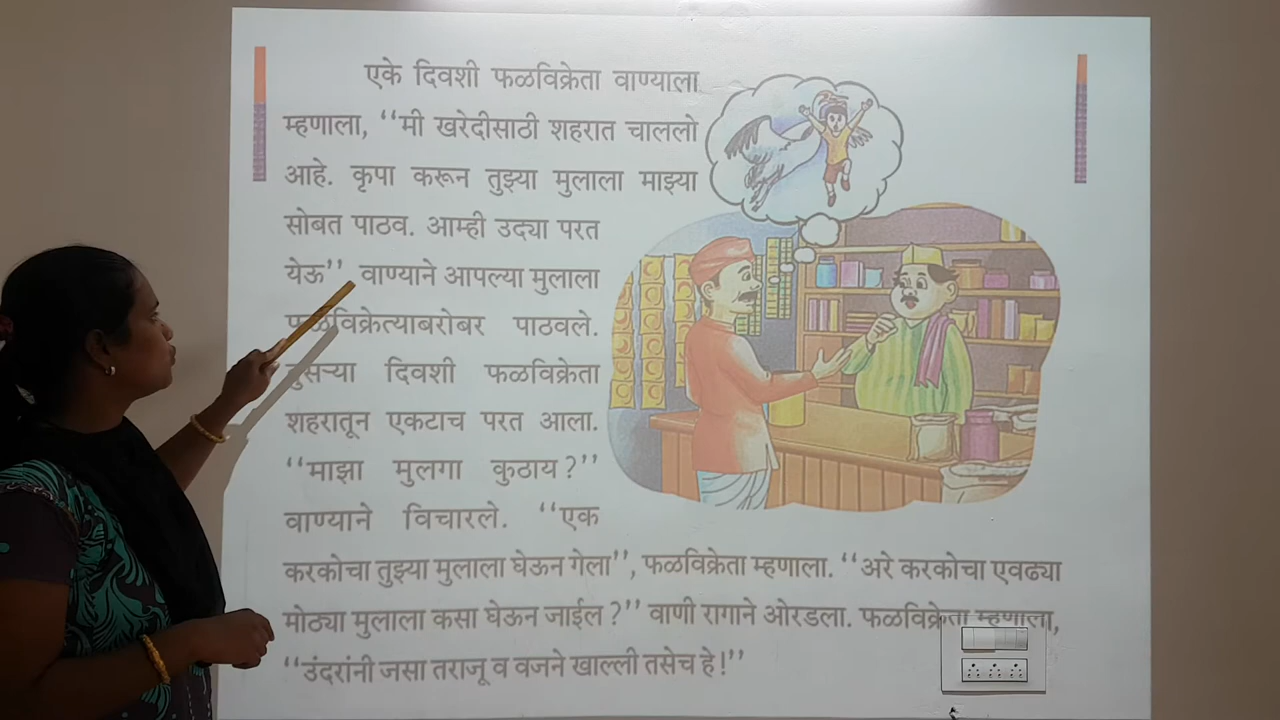 एके दिवशी फळविक्रेता वाण्याला
म्हणाला, ‘‘मी खरेदीसाठी शहरात चाललो
आहे. कृपा करून तुझ्या मुलाला माझ्या
सोबत पाठव. आम्ही उद्या परत
येऊ’’ वाण्याने आपल्या मुलाला
फळविक्रेत्याबरोबर पाठवले.
दुसऱ्या दिवशी फळविक्रेता
शहरातून एकटाच परत आला.
‘‘माझा मुलगा कुठाय?’’
वाण्याने विचारले. ‘‘एक
करकोचा तुझ्या मुलाला घेऊन गेला’’, फळविक्रेता म्हणाला. ‘‘अरे करकोचा एवढ्या
मोठ्या मुलाला कसा घेऊन जाईल?’’ वाणी रागाने ओरडला. फळविक्रेता म्हणाला,
‘‘उंदरांनी जसा तराजू व वजने खाल्ली तसेच हे!’’